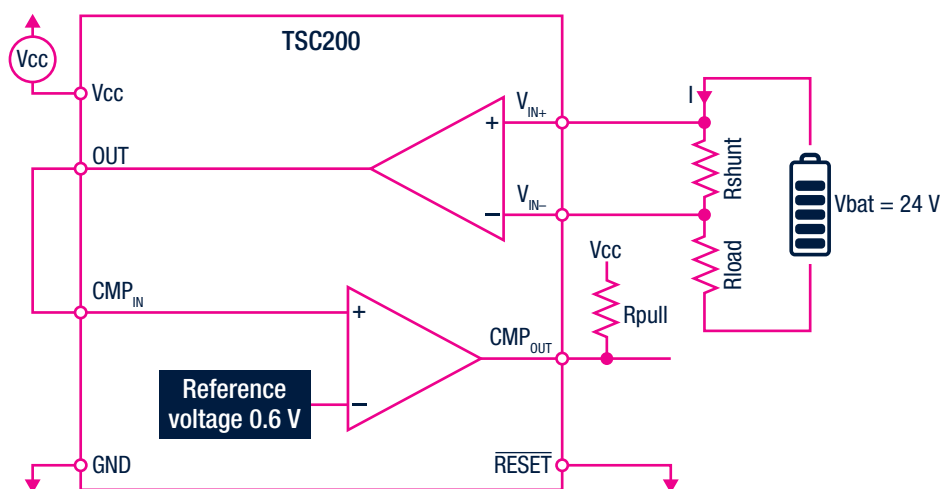 TSC200
Vcc
Vcc
V_IN+
I
OUT
+
Rshunt
V_IN–
–
Vbat = 24 V
Vcc
Rload
CMP_IN
+
Rpull
CMP_OUT
Reference
voltage 0.6 V
–
GND
RESET